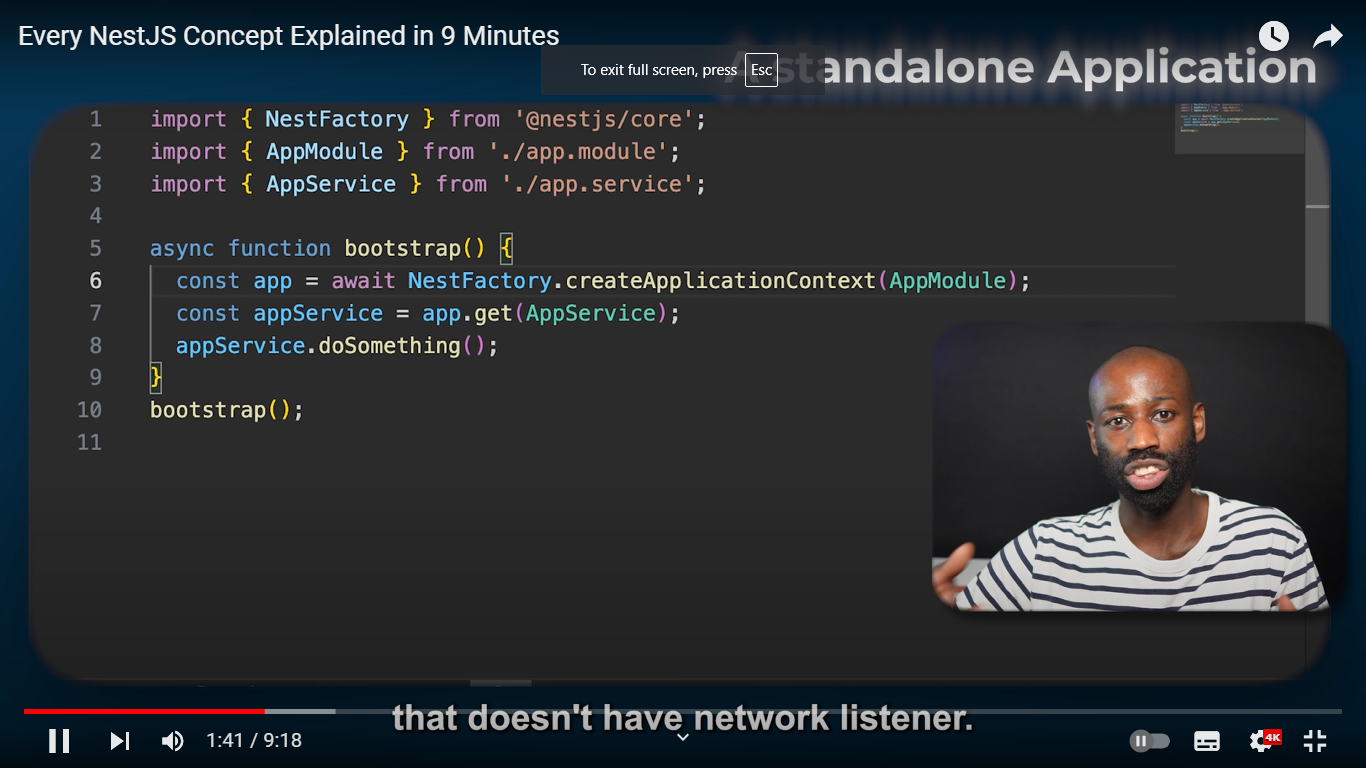 Every NestJS Concept Explained in 9 Minutes
To exit full screen, press Esc
Standalone Application
1 import { NestFactory } from '@nestjs/core';
2 import { AppModule } from './app.module';
3 import { AppService } from './app.service';
4
5 async function bootstrap() {
6 const app = await NestFactory.createApplicationContext(AppModule);
7 const appService = app.get(AppService);
8 appService.doSomething();
9 }
10 bootstrap();
11
that doesn't have network listener.
1:41 / 9:18
4K